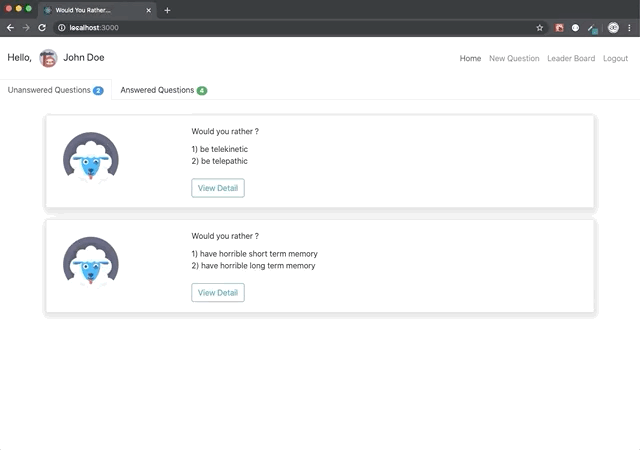 Would You Rather...
localhost:3000
Hello, John Doe
Home New Question Leader Board Logout
Unanswered Questions 2 Answered Questions 4
Would you rather ?
1) be telekinetic
2) be telepathic
View Detail
Would you rather ?
1) have horrible short term memory
2) have horrible long term memory
View Detail